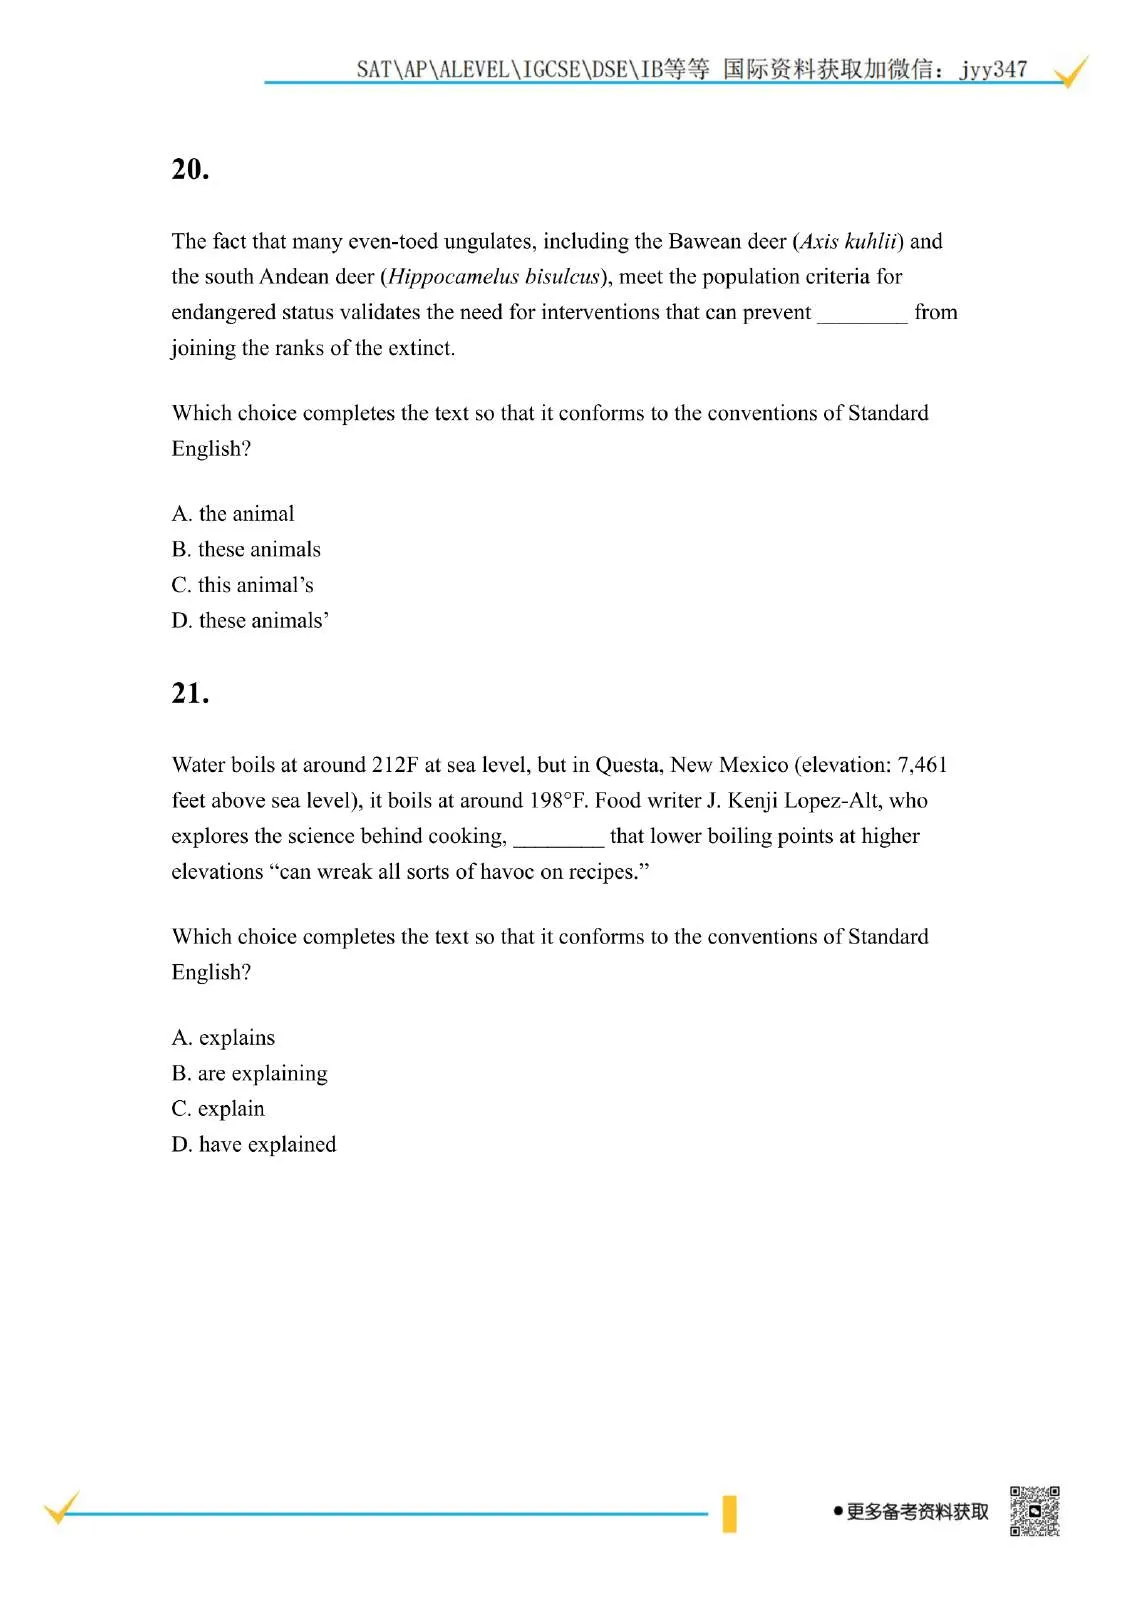 SAT\AP\ALEVEL\IGCSE\DSE\IB等等 国际资料获取加微信：jyy347
20.
The fact that many even-toed ungulates, including the Bawean deer (Axis kuhlii) and
the south Andean deer (Hippocamelus bisulcus), meet the population criteria for
endangered status validates the need for interventions that can prevent ________ from
joining the ranks of the extinct.
Which choice completes the text so that it conforms to the conventions of Standard
English?
A. the animal
B. these animals
C. this animal’s
D. these animals’
21.
Water boils at around 212F at sea level, but in Questa, New Mexico (elevation: 7,461
feet above sea level), it boils at around 198°F. Food writer J. Kenji Lopez-Alt, who
explores the science behind cooking, ________ that lower boiling points at higher
elevations “can wreak all sorts of havoc on recipes.”
Which choice completes the text so that it conforms to the conventions of Standard
English?
A. explains
B. are explaining
C. explain
D. have explained
●更多备考资料获取